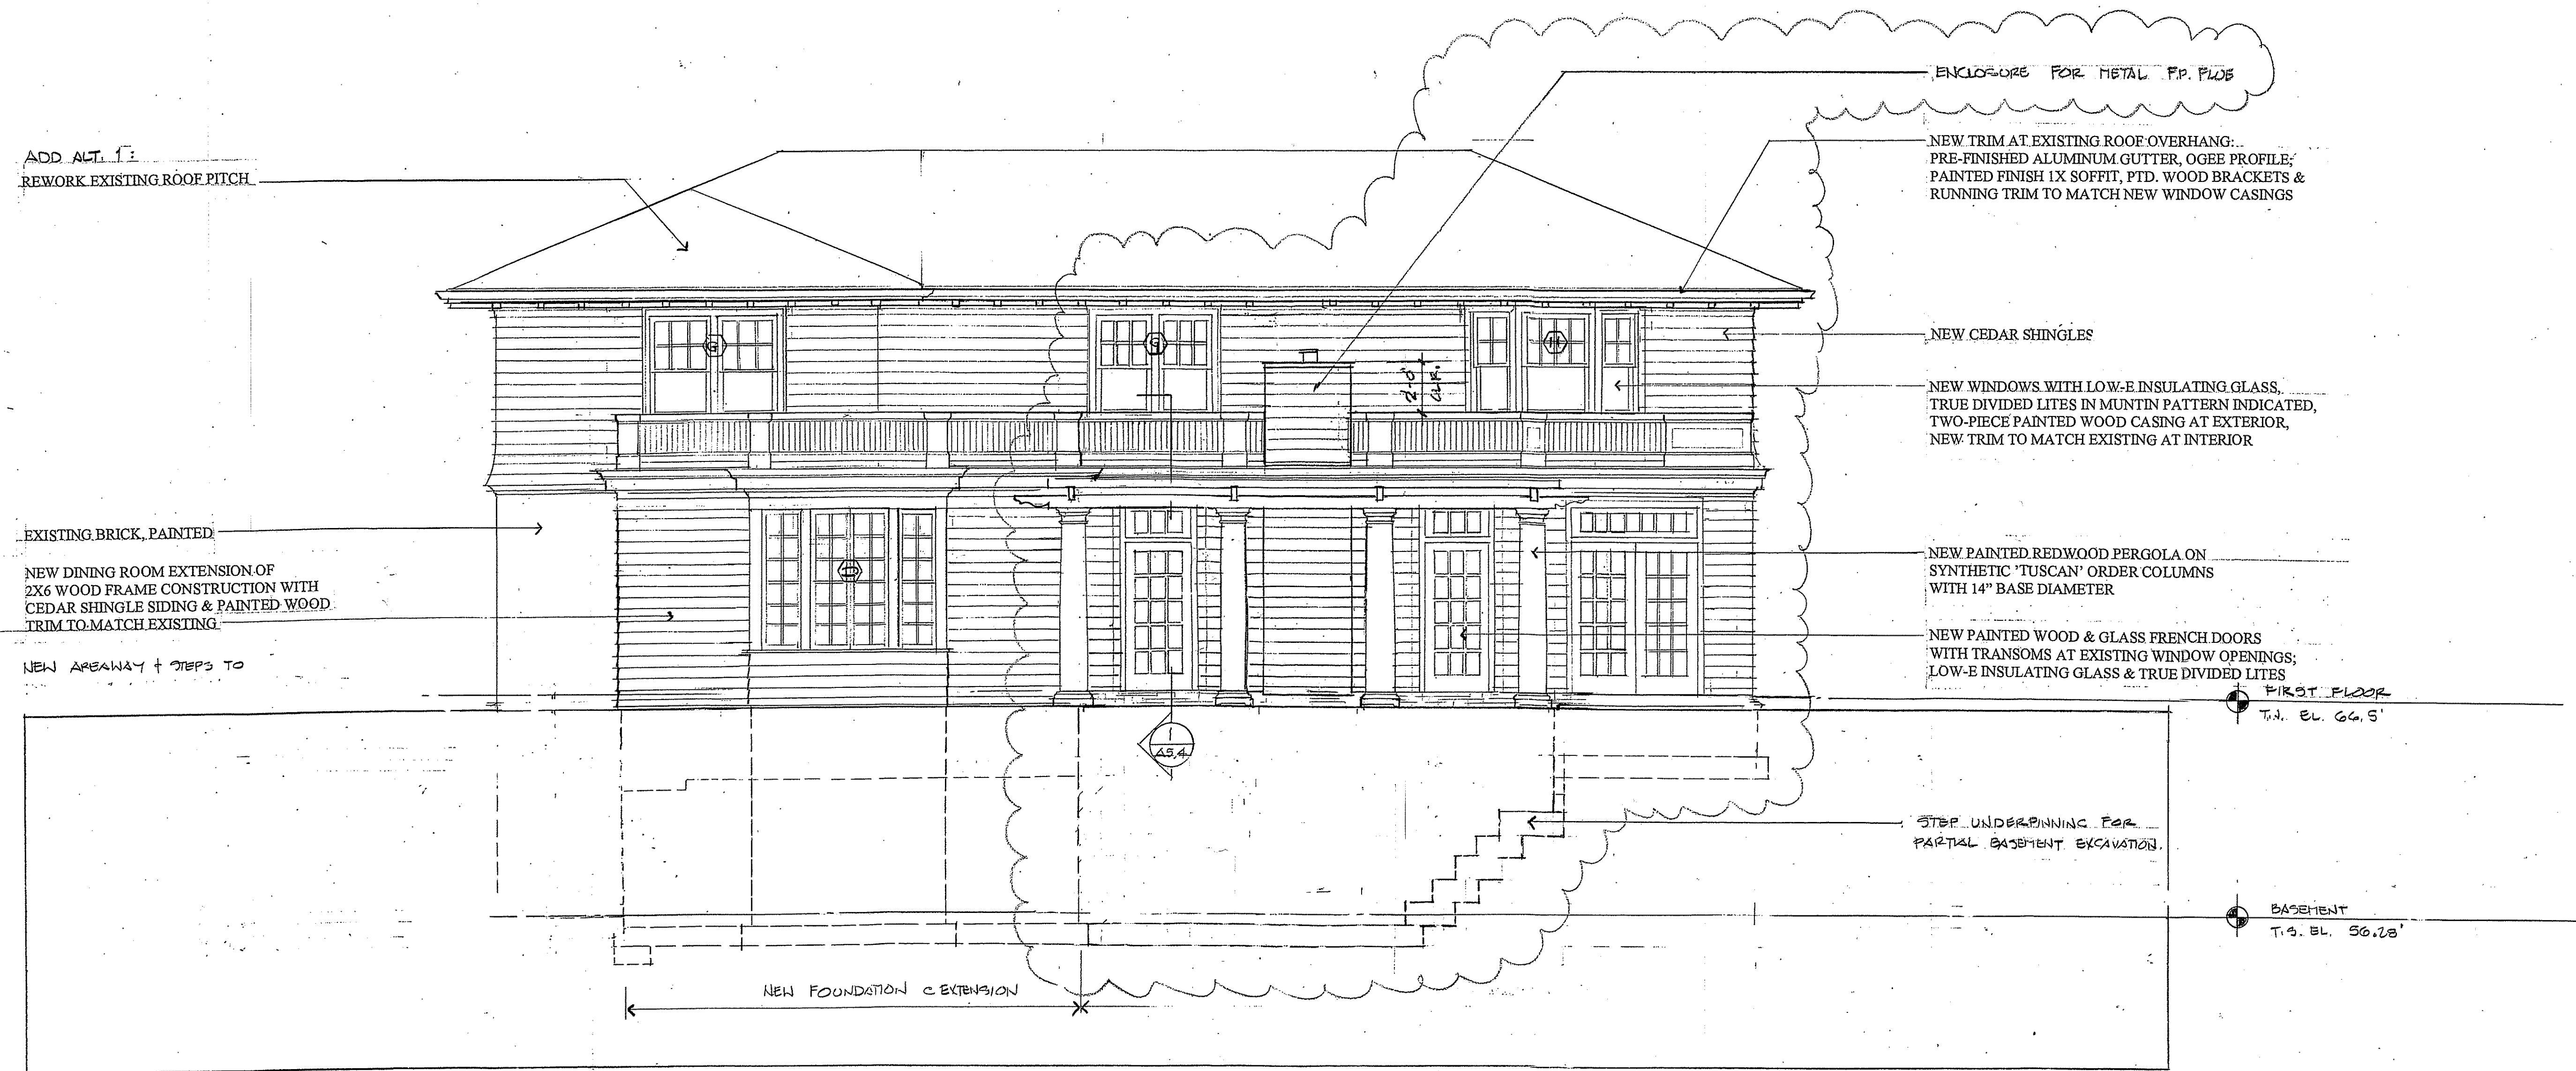 ENCLOSURE FOR METAL F.P. FLUE
ADD ALT. 1:
REWORK EXISTING ROOF PITCH
NEW TRIM AT EXISTING ROOF OVERHANG:
PRE-FINISHED ALUMINUM GUTTER, OGEE PROFILE;
PAINTED FINISH 1X SOFFIT, PTD. WOOD BRACKETS &
RUNNING TRIM TO MATCH NEW WINDOW CASINGS
NEW CEDAR SHINGLES
G
G
H
2'-0"
CLR.
NEW WINDOWS WITH LOW-E INSULATING GLASS,
TRUE DIVIDED LITES IN MUNTIN PATTERN INDICATED,
TWO-PIECE PAINTED WOOD CASING AT EXTERIOR,
NEW TRIM TO MATCH EXISTING AT INTERIOR
EXISTING BRICK, PAINTED
NEW DINING ROOM EXTENSION OF
2X6 WOOD FRAME CONSTRUCTION WITH
CEDAR SHINGLE SIDING & PAINTED WOOD
TRIM TO MATCH EXISTING
D
NEW PAINTED REDWOOD PERGOLA ON
SYNTHETIC 'TUSCAN' ORDER COLUMNS
WITH 14" BASE DIAMETER
NEW PAINTED WOOD & GLASS FRENCH DOORS
WITH TRANSOMS AT EXISTING WINDOW OPENINGS;
LOW-E INSULATING GLASS & TRUE DIVIDED LITES
NEW AREAWAY + STEPS TO
FIRST FLOOR
EL. 66.5'
1
A5.4
STEP UNDERPINNING FOR
PARTIAL BASEMENT EXCAVATION.
BASEMENT
T.S. EL. 56.28'
NEW FOUNDATION @ EXTENSION